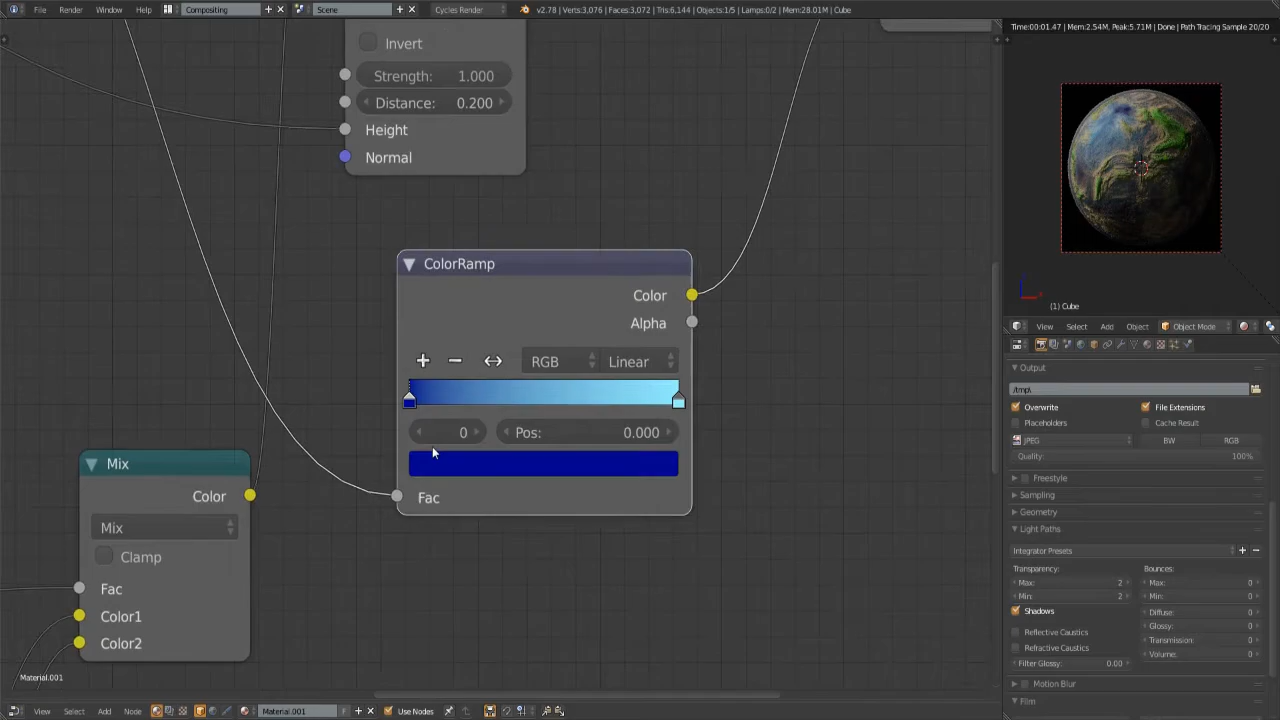 File Render Window Help Compositing Scene Cycles Render v2.78 | Verts:3,076 | Faces:3,072 | Tris:6,144 | Objects:1/5 | Lamps:0/2 | Mem:28.01M | Cube
Time:00:01.47 | Mem:2.54M, Peak:5.71M | Done | Path Tracing Sample 20/20
Invert
Strength: 1.000
Distance: 0.200
Height
Normal
ColorRamp
Color
Alpha
RGB Linear
0 Pos: 0.000
Fac
Mix
Color
Mix
Clamp
Fac
Color1
Color2
Material.001
(1) Cube
View Select Add Object Object Mode
Output
/tmp\
Overwrite File Extensions
Placeholders Cache Result
JPEG BW RGB
Quality: 100%
Freestyle
Sampling
Geometry
Light Paths
Integrator Presets
Transparency: Bounces:
Max: 2 Max: 0
Min: 2 Min: 0
Shadows Diffuse: 0
Glossy: 0
Reflective Caustics Transmission: 0
Refractive Caustics Volume: 0
Filter Glossy: 0.00
Motion Blur
Film
View Select Add Node Material.001 F Use Nodes